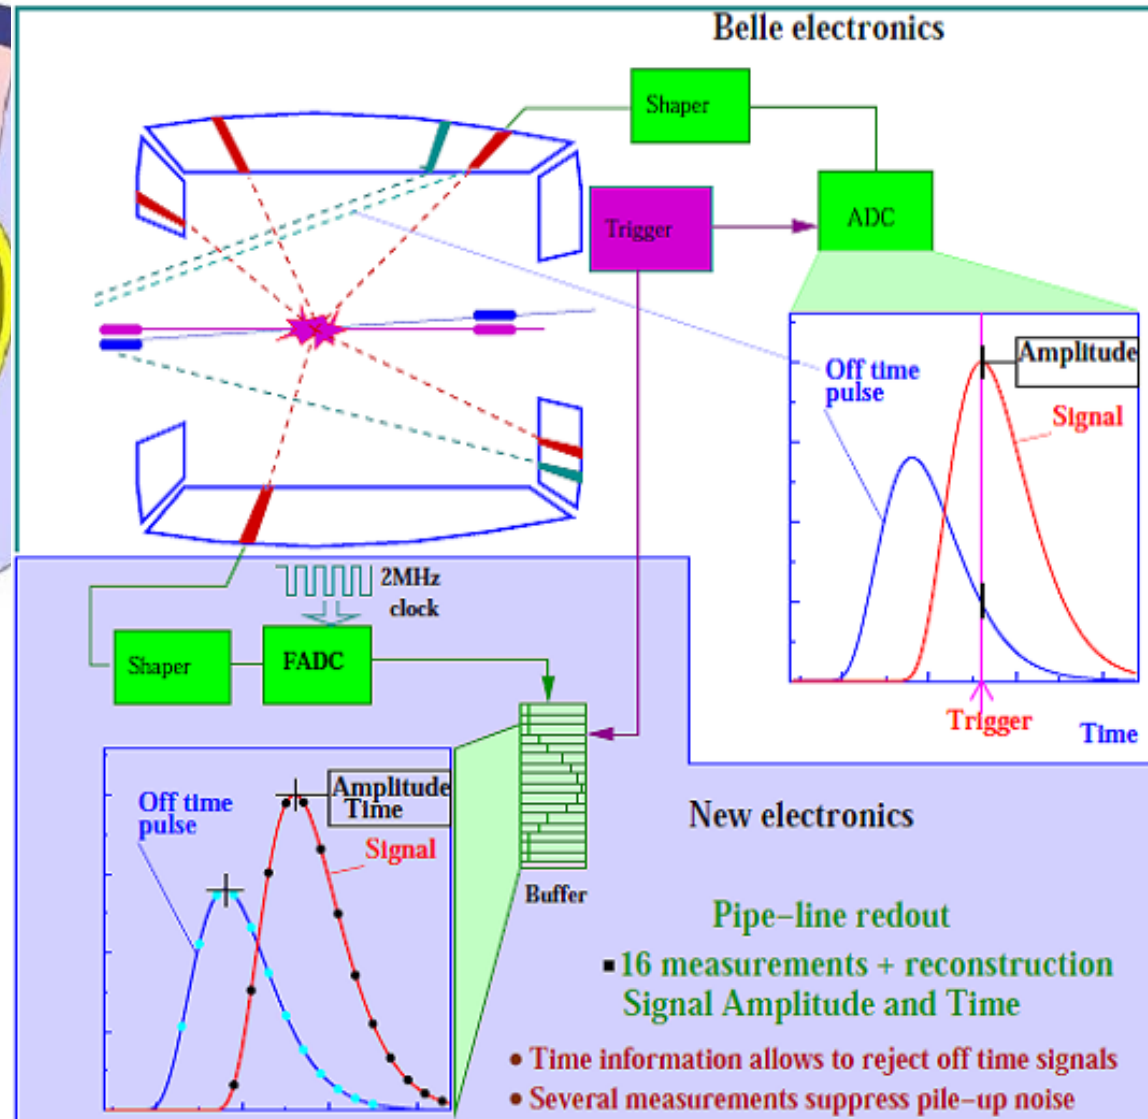 Belle electronics
Shaper
Trigger
ADC
Amplitude
Off time
pulse
Signal
Trigger
Time
2MHz
clock
Shaper
FADC
Amplitude
Time
Off time
pulse
Signal
Buffer
New electronics
Pipe-line redout
16 measurements + reconstruction
Signal Amplitude and Time
• Time information allows to reject off time signals
• Several measurements suppress pile-up noise